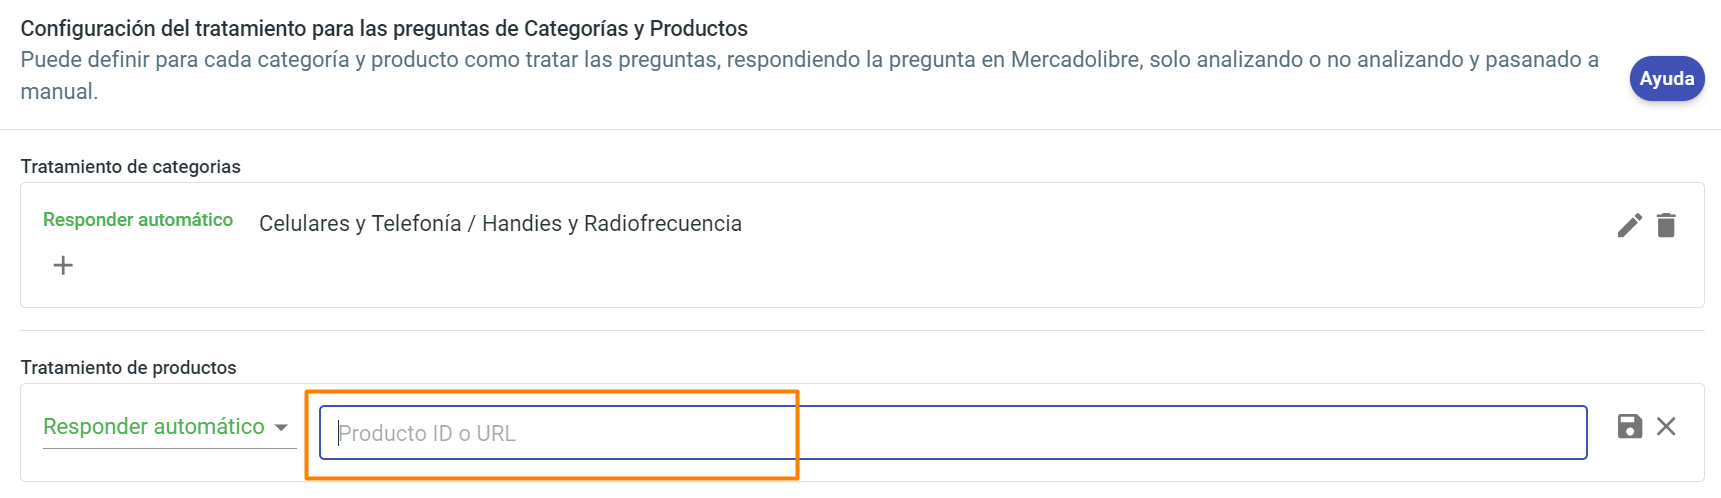 Configuración del tratamiento para las preguntas de Categorías y Productos
Puede definir para cada categoría y producto como tratar las preguntas, respondiendo la pregunta en Mercadolibre, solo analizando o no analizando y pasanado a
manual.
Ayuda
Tratamiento de categorias
Responder automático Celulares y Telefonía / Handies y Radiofrecuencia
+
Tratamiento de productos
Responder automático Producto ID o URL